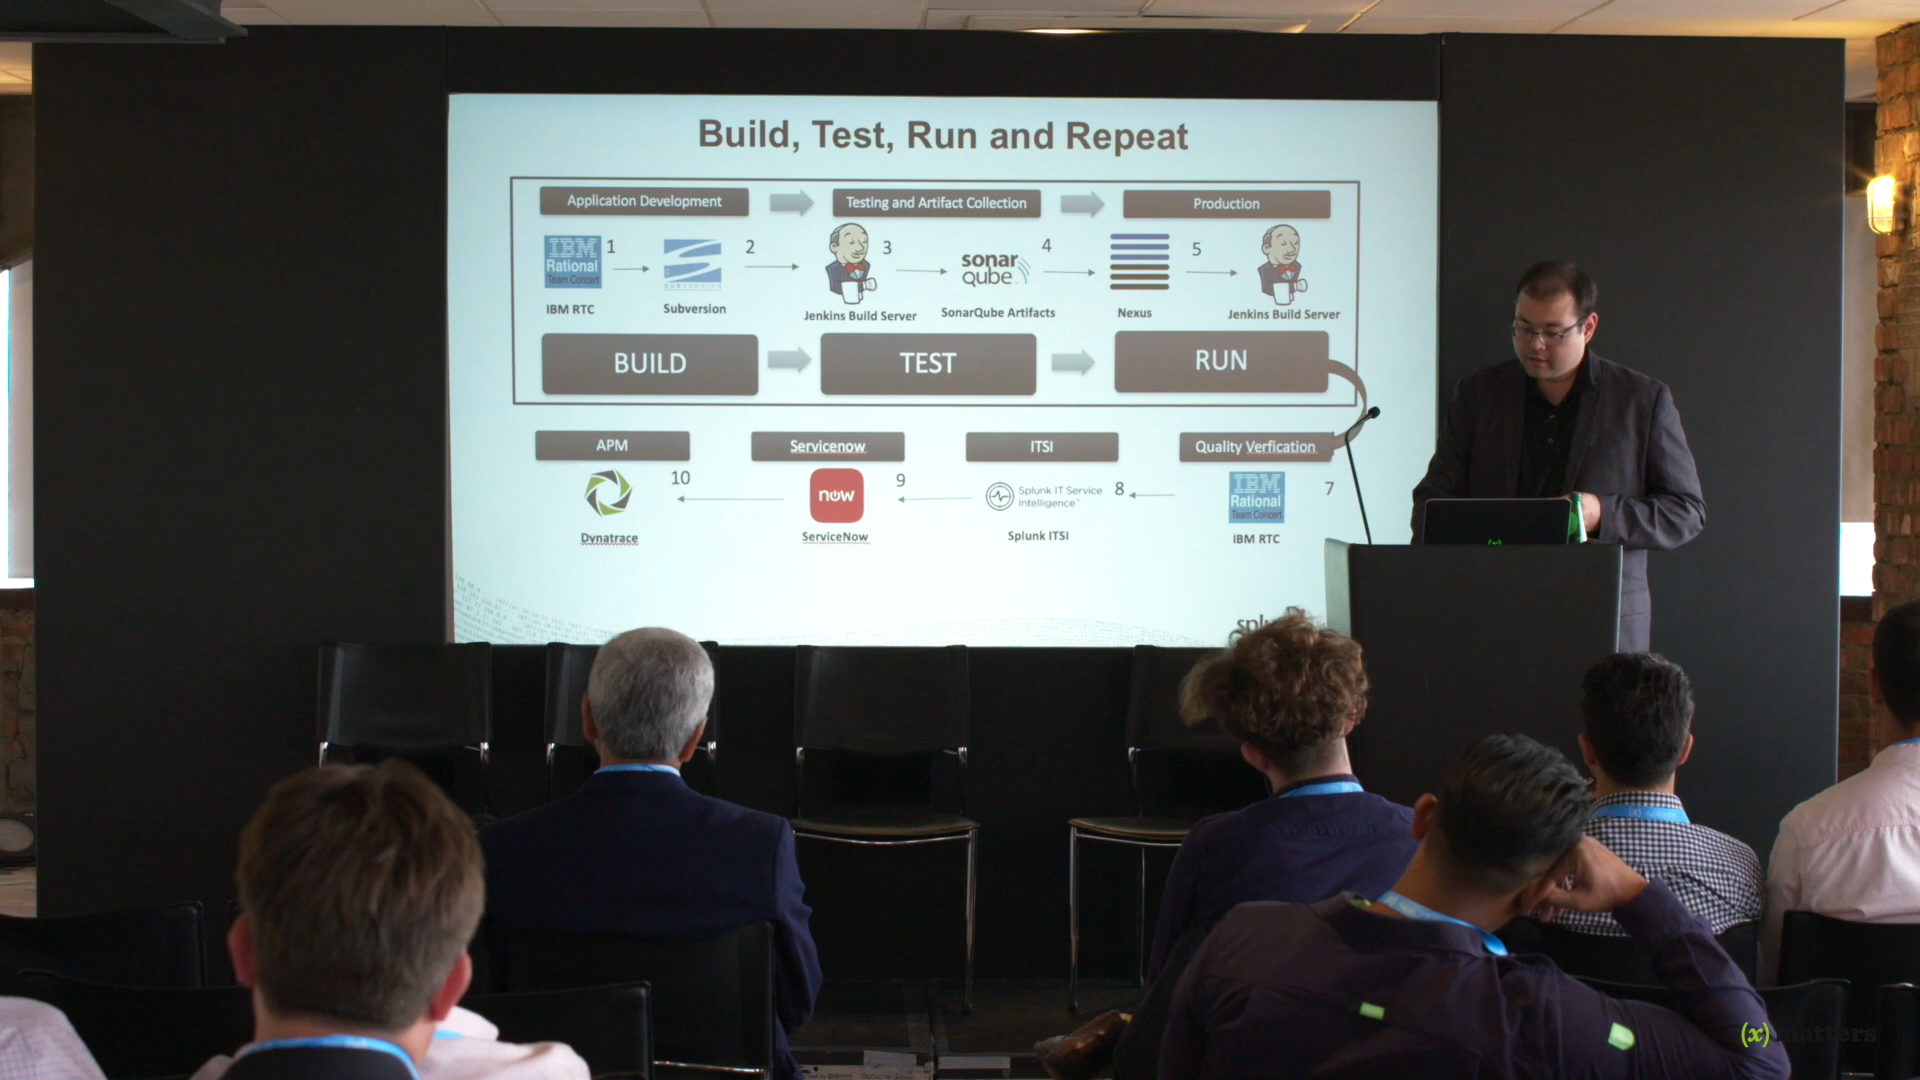 Build, Test, Run and Repeat
Application Development
Testing and Artifact Collection
Production
IBM
Rational
Team Concert
1
2
3
sonar
qube
4
5
IBM RTC
Subversion
Jenkins Build Server
SonarQube Artifacts
Nexus
Jenkins Build Server
BUILD
TEST
RUN
APM
Servicenow
ITSI
Quality Verfication
10
now
9
Splunk IT Service
Intelligence
8
IBM
Rational
Team Concert
7
Dynatrace
ServiceNow
Splunk ITSI
IBM RTC
(x)
(x) matters